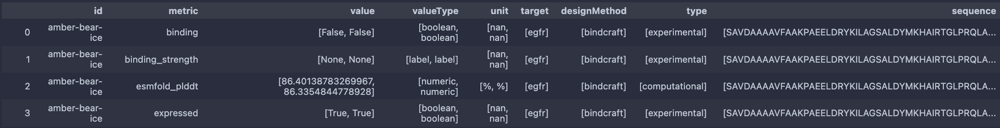 id metric value valueType unit target designMethod type sequence
0 amber-bear-ice binding [False, False] [boolean, boolean] [nan, nan] [egfr] [bindcraft] [experimental] [SAVDAAAAVFAAKPAEELDRYKILAGSALDYMKHAIRTGLPRQLA...
1 amber-bear-ice binding_strength [None, None] [label, label] [nan, nan] [egfr] [bindcraft] [experimental] [SAVDAAAAVFAAKPAEELDRYKILAGSALDYMKHAIRTGLPRQLA...
2 amber-bear-ice esmfold_plddt [86.40138783269967, 86.3354844778928] [numeric, numeric] [%, %] [egfr] [bindcraft] [computational] [SAVDAAAAVFAAKPAEELDRYKILAGSALDYMKHAIRTGLPRQLA...
3 amber-bear-ice expressed [True, True] [boolean, boolean] [nan, nan] [egfr] [bindcraft] [experimental] [SAVDAAAAVFAAKPAEELDRYKILAGSALDYMKHAIRTGLPRQLA...